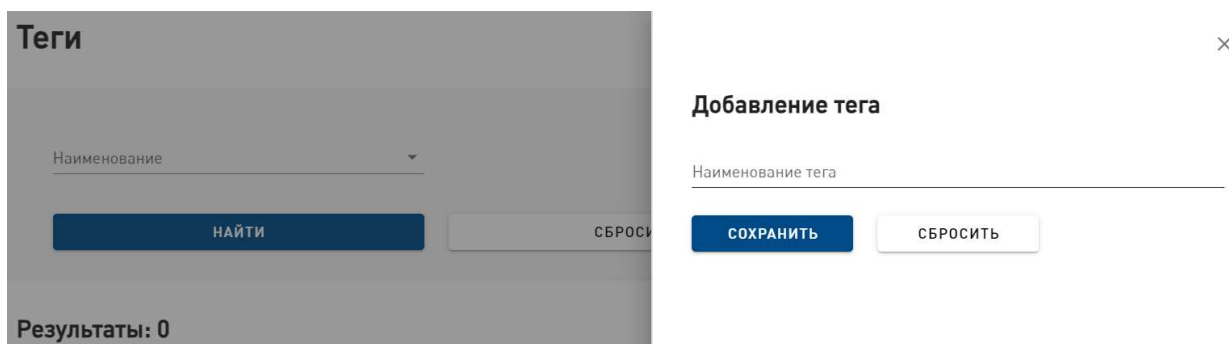 Теги
Наименование
НАЙТИ
СБРОСИ
Результаты: 0
Добавление тега
Наименование тега
СОХРАНИТЬ
СБРОСИТЬ